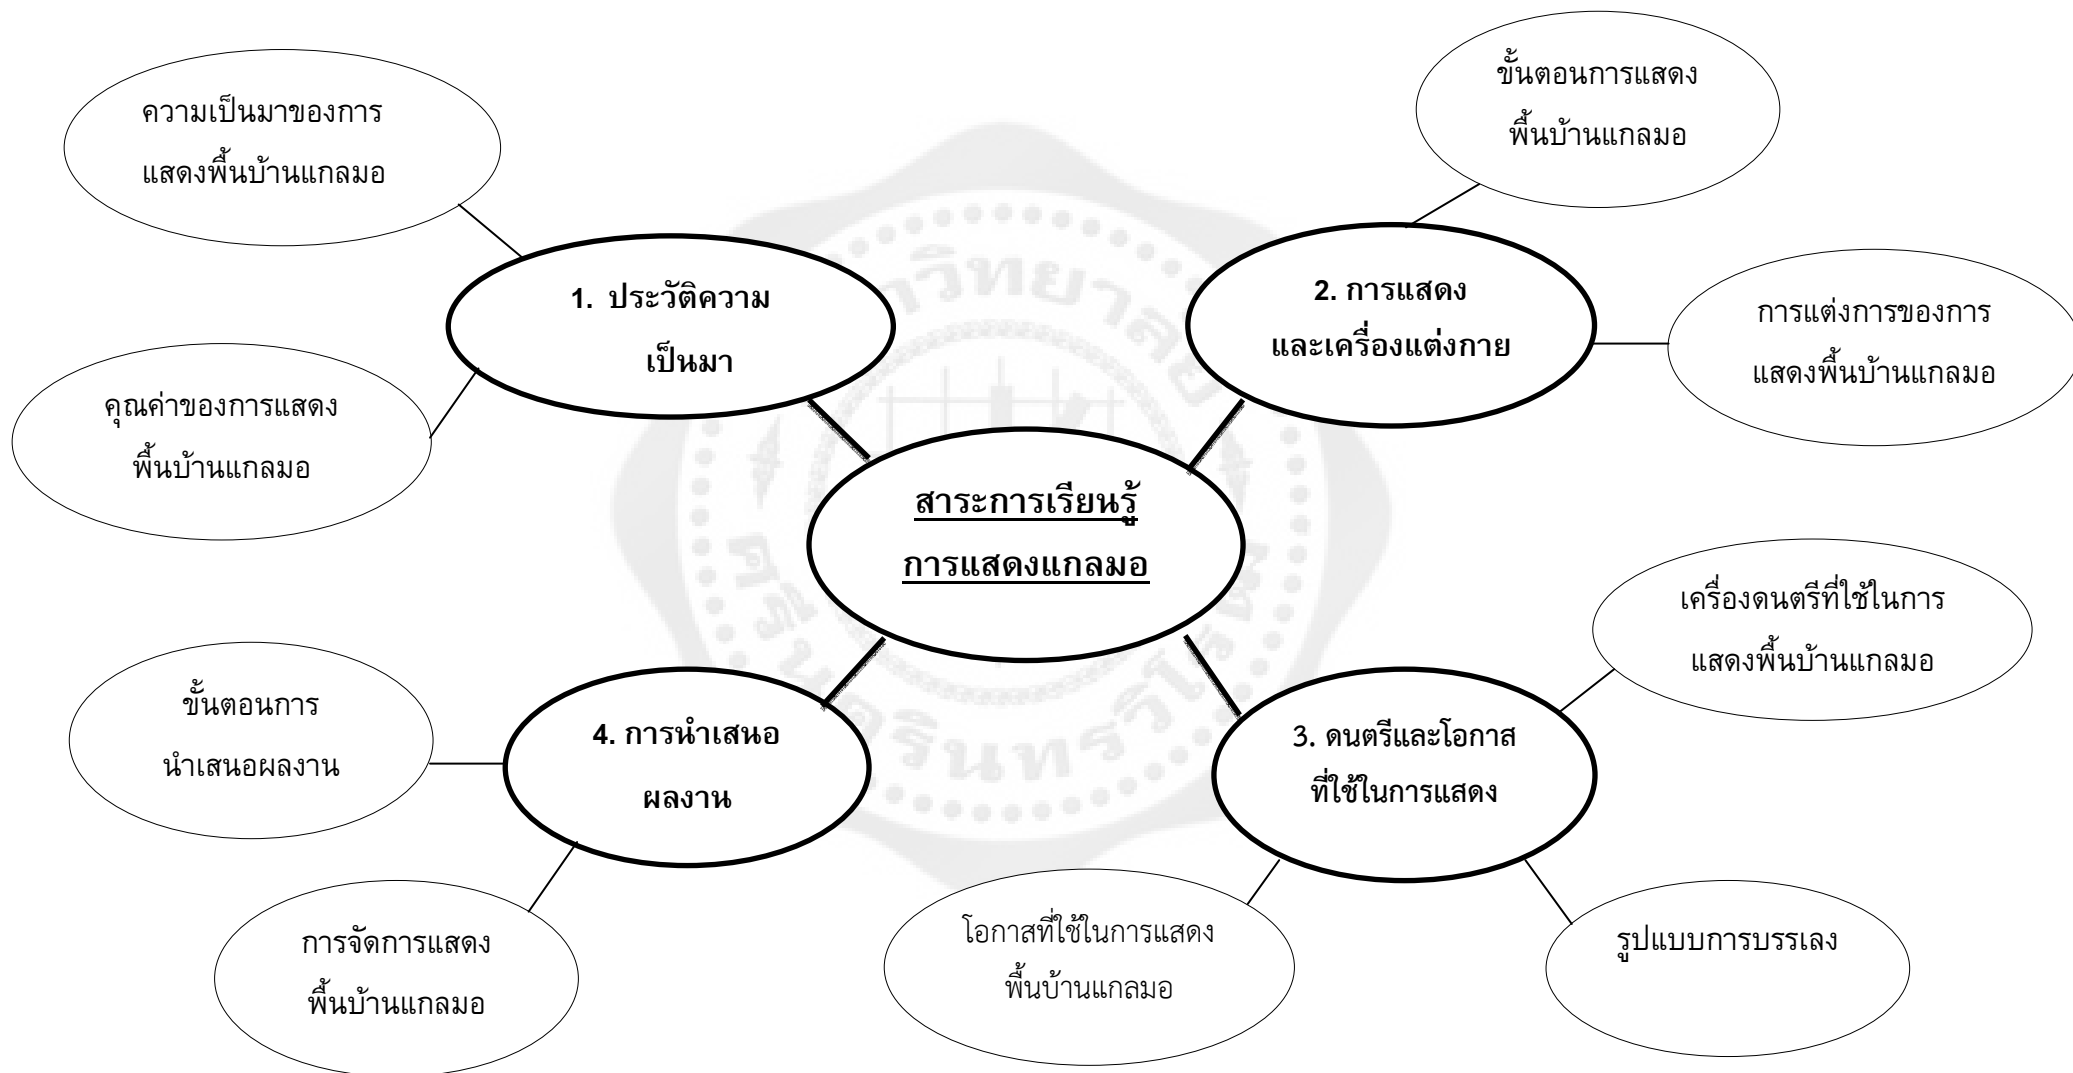 ความเป็นมาของการ
แสดงพื้นบ้านแกลมอ
ขั้นตอนการแสดง
พื้นบ้านแกลมอ
1. ประวัติความ
เป็นมา
2. การแสดง
และเครื่องแต่งกาย
การแต่งการของการ
แสดงพื้นบ้านแกลมอ
คุณค่าของการแสดง
พื้นบ้านแกลมอ
สาระการเรียนรู้
การแสดงแกลมอ
เครื่องดนตรีที่ใช้ในการ
แสดงพื้นบ้านแกลมอ
ขั้นตอนการ
นำเสนอผลงาน
4. การนำเสนอ
ผลงาน
3. ดนตรีและโอกาส
ที่ใช้ในการแสดง
การจัดการแสดง
พื้นบ้านแกลมอ
โอกาสที่ใช้ในการแสดง
พื้นบ้านแกลมอ
รูปแบบการบรรเลง